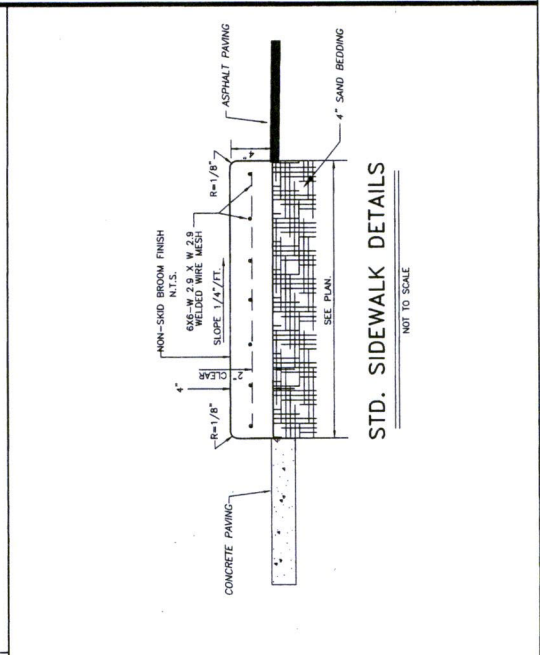 NON-SKID BROOM FINISH
N.T.S.
6X6-W 2.9 X W 2.9
WELDED WIRE MESH
SLOPE 1/4"/FT.
4"
2"
CLEAR
R=1/8"
R=1/8"
4"
ASPHALT PAVING
CONCRETE PAVING
4" SAND BEDDING
SEE PLAN.
STD. SIDEWALK DETAILS
NOT TO SCALE